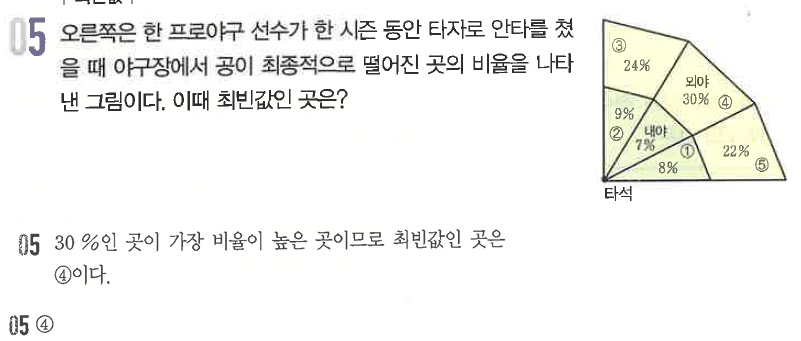 05 오른쪽은 한 프로야구 선수가 한 시즌 동안 타자로 안타를 쳤
을 때 야구장에서 공이 최종적으로 떨어진 곳의 비율을 나타
낸 그림이다. 이때 최빈값인 곳은?
③
24%
외야
30% ④
9%
②
내야
7%
①
8%
22%
⑤
타석
05 30 %인 곳이 가장 비율이 높은 곳이므로 최빈값인 곳은
④이다.
05 ④